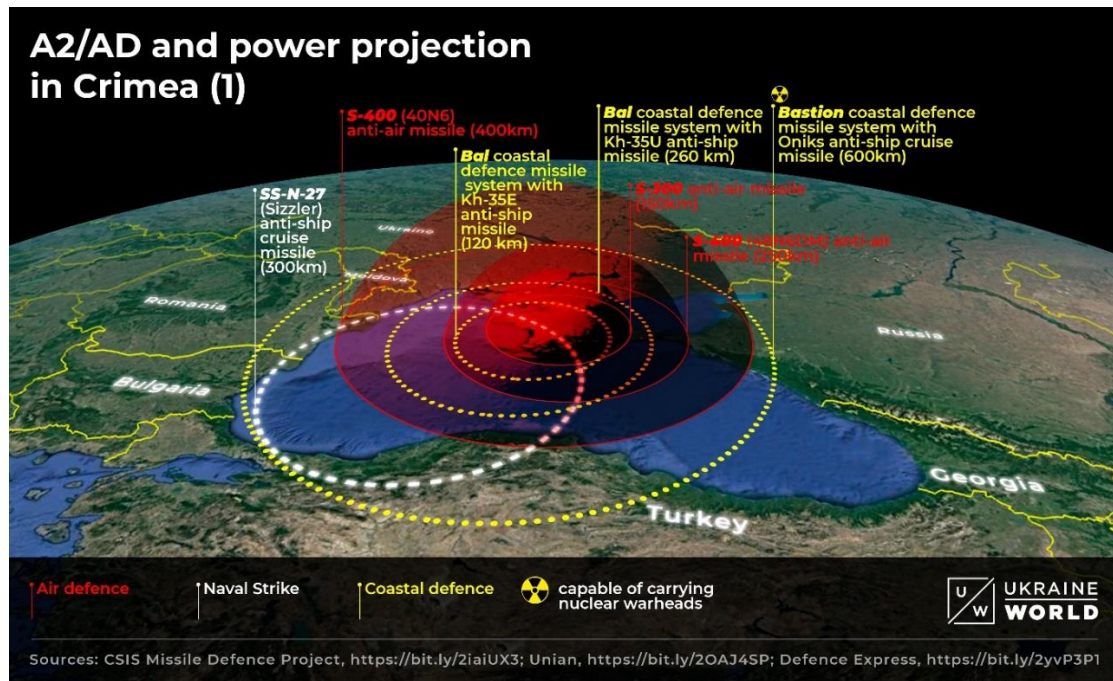 A2/AD and power projection
in Crimea (1)
S-400 (40N6)
anti-air missile (400km)
Bal coastal
defence missile
system with
Kh-35E
anti-ship
missile
(120 km)
Bal coastal defence
missile system with
Kh-35U anti-ship
missile (260 km)
Bastion coastal defence
missile system with
Oniks anti-ship cruise
missile (600km)
SS-N-27
(Sizzler)
anti-ship
cruise
missile
(300km)
S-300 anti-air missile
(150km)
S-400 (48N6DM) anti-air
missile (250km)
Ukraine
Moldova
Romania
Bulgaria
Russia
Georgia
Turkey
Air defence
Naval Strike
Coastal defence
capable of carrying
nuclear warheads
U W
UKRAINE
WORLD
Sources: CSIS Missile Defence Project, https://bit.ly/2iaiUX3; Unian, https://bit.ly/2OAJ4SP; Defence Express, https://bit.ly/2yvP3P1